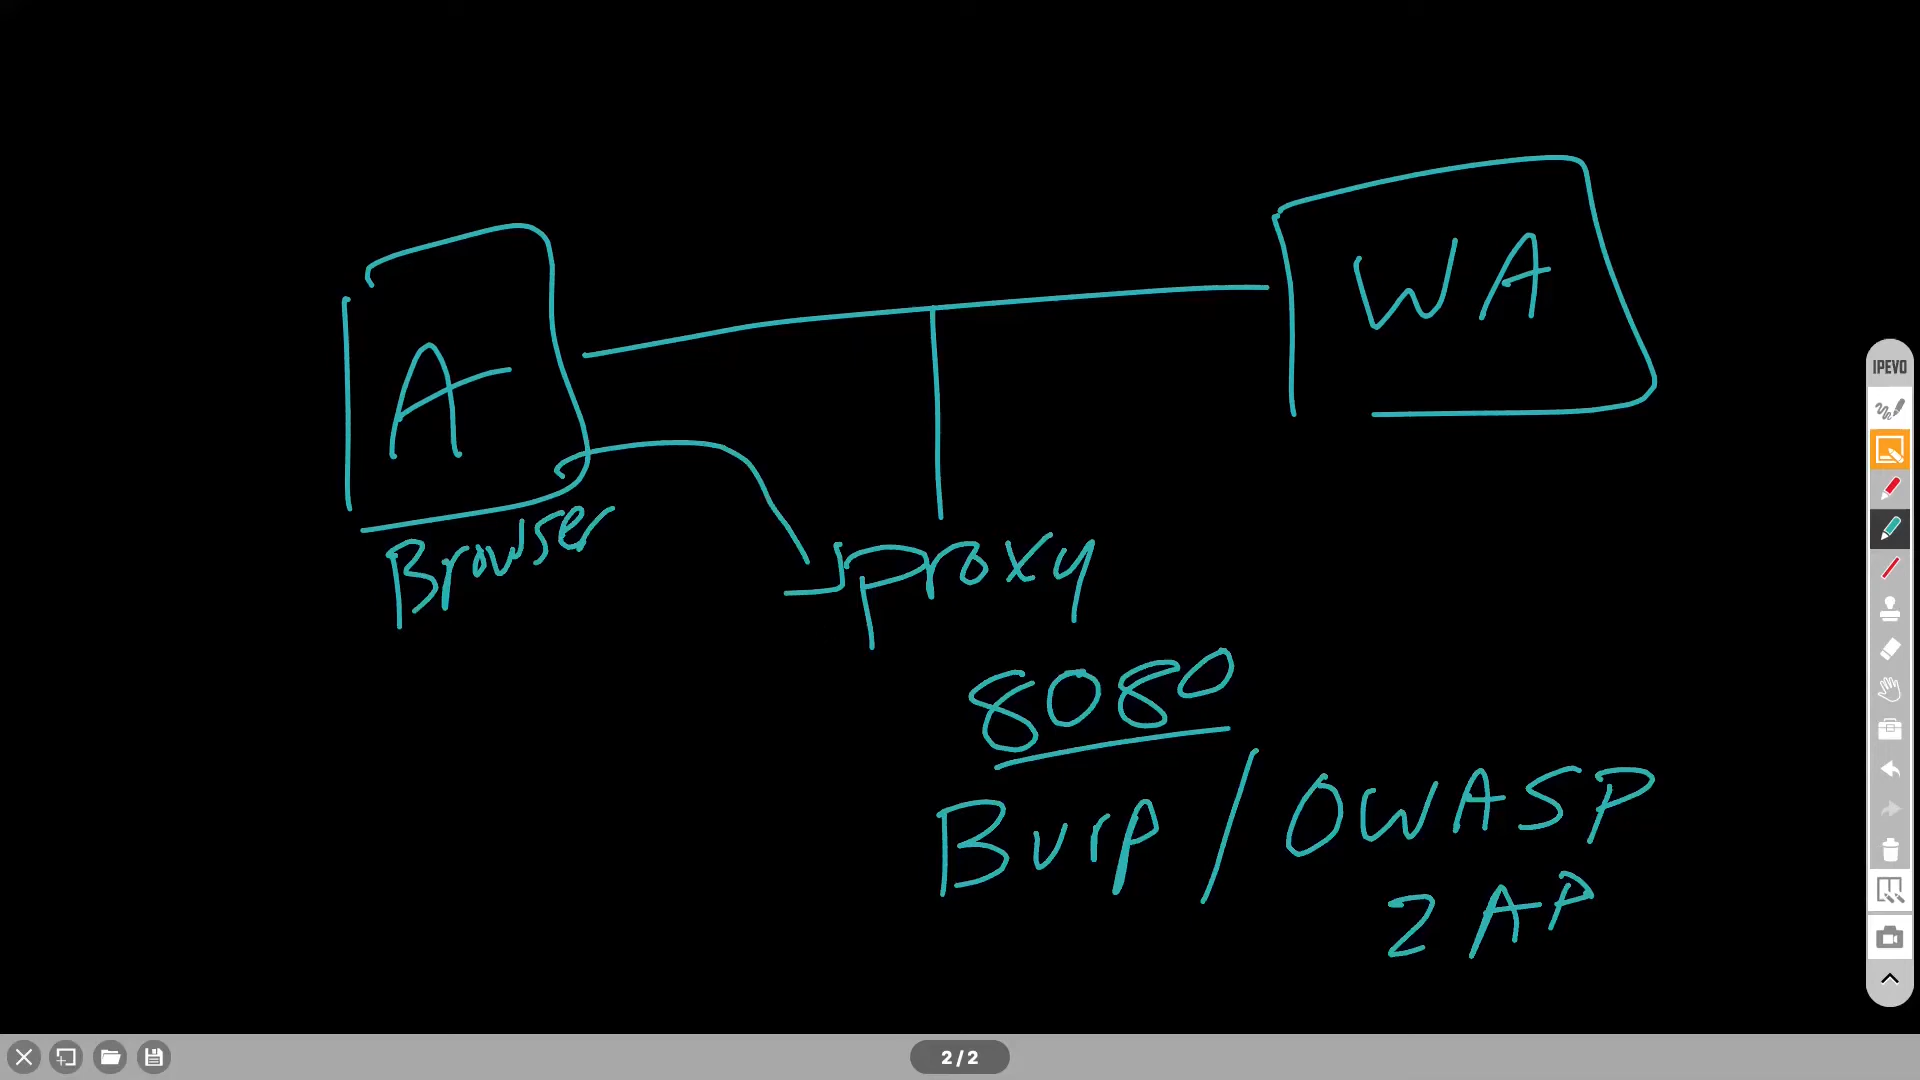 WA
A
Browser
proxy
8080
Burp / OWASP
ZAP
IPEVO
2 / 2